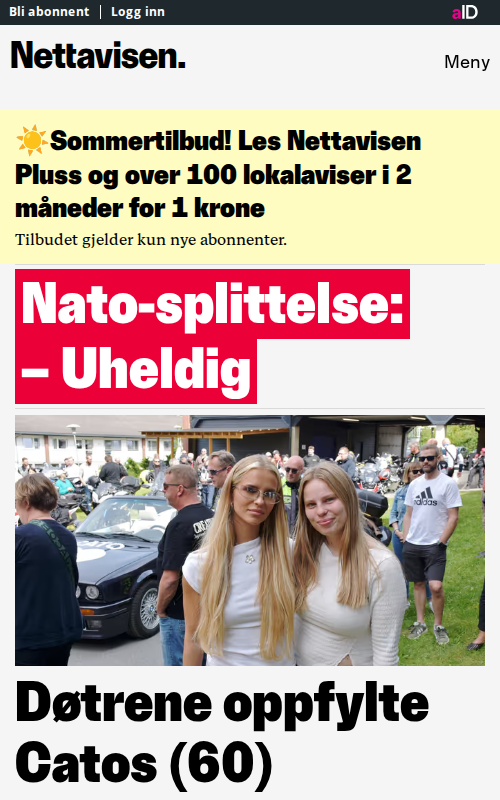 Bli abonnent | Logg inn
aID
Nettavisen.
Meny
☀️Sommertilbud! Les Nettavisen
Pluss og over 100 lokalaviser i 2
måneder for 1 krone
Tilbudet gjelder kun nye abonnenter.
Nato-splittelse:
– Uheldig
adidas
Døtrene oppfylte
Catos (60)